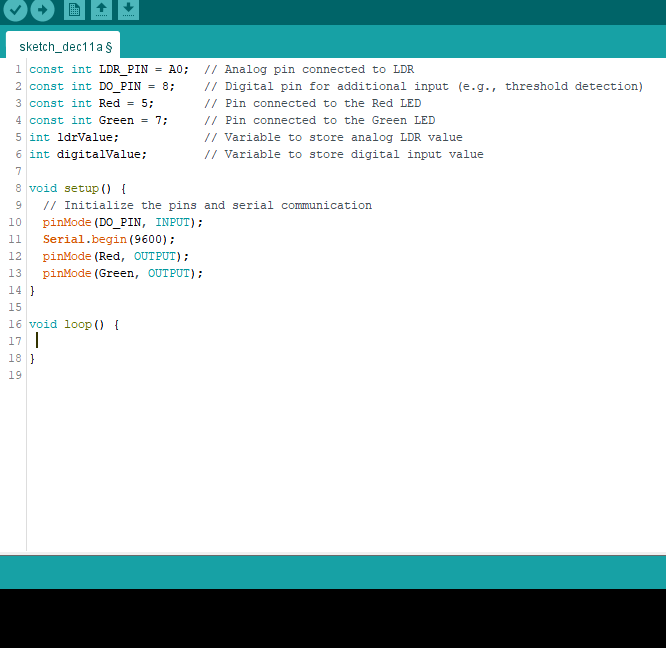 sketch_dec11a §
1 const int LDR_PIN = A0;  // Analog pin connected to LDR
2 const int DO_PIN = 8;    // Digital pin for additional input (e.g., threshold detection)
3 const int Red = 5;       // Pin connected to the Red LED
4 const int Green = 7;     // Pin connected to the Green LED
5 int ldrValue;            // Variable to store analog LDR value
6 int digitalValue;        // Variable to store digital input value
7
8 void setup() {
9   // Initialize the pins and serial communication
10   pinMode(DO_PIN, INPUT);
11   Serial.begin(9600);
12   pinMode(Red, OUTPUT);
13   pinMode(Green, OUTPUT);
14 }
15
16 void loop() {
17
18 }
19